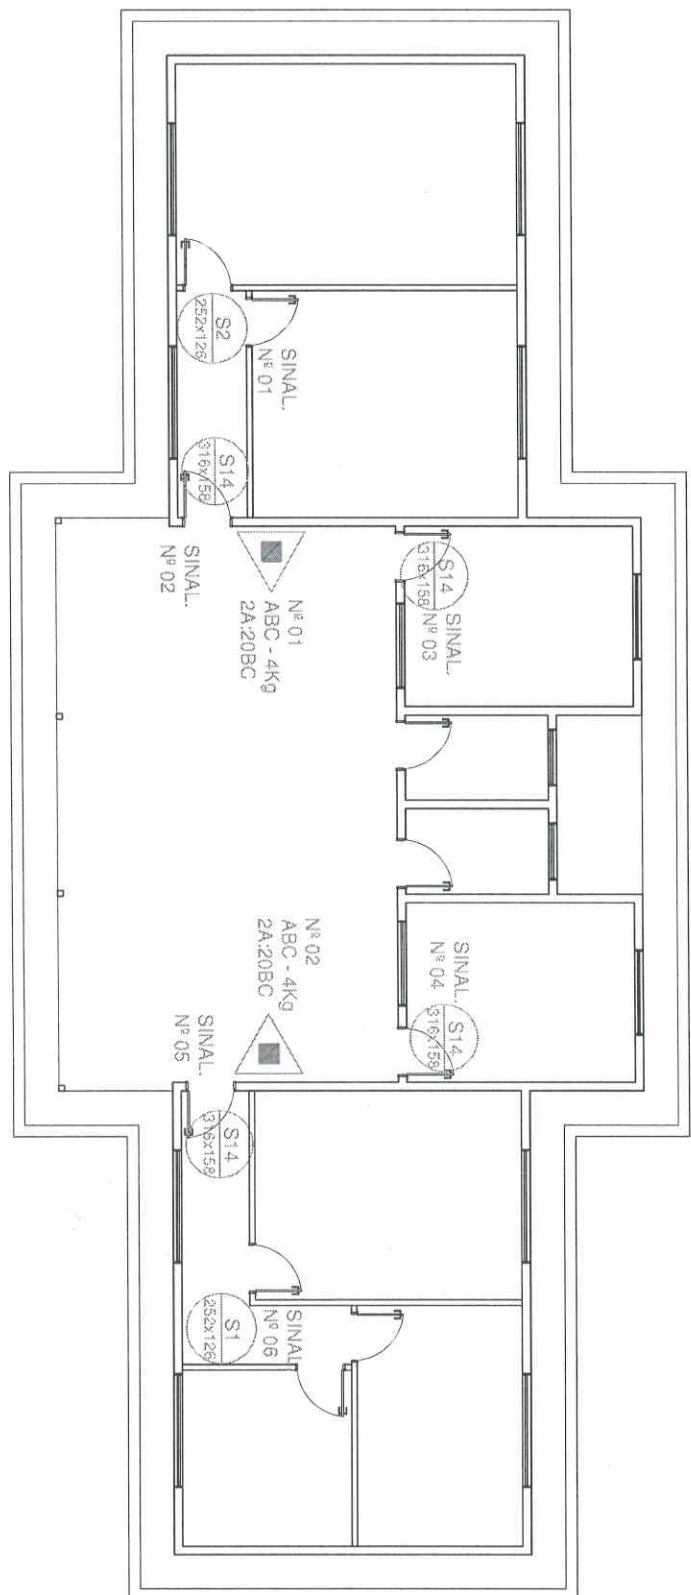 S2
252x126
SINAL.
Nº 01
S14
316x158
SINAL.
Nº 02
Nº 01
ABC - 4Kg
2A:20BC
S14
316x158
SINAL.
Nº 03
Nº 02
ABC - 4Kg
2A:20BC
SINAL.
Nº 04
S14
316x158
SINAL.
Nº 05
S14
316x158
S1
252x126
SINAL
Nº 06